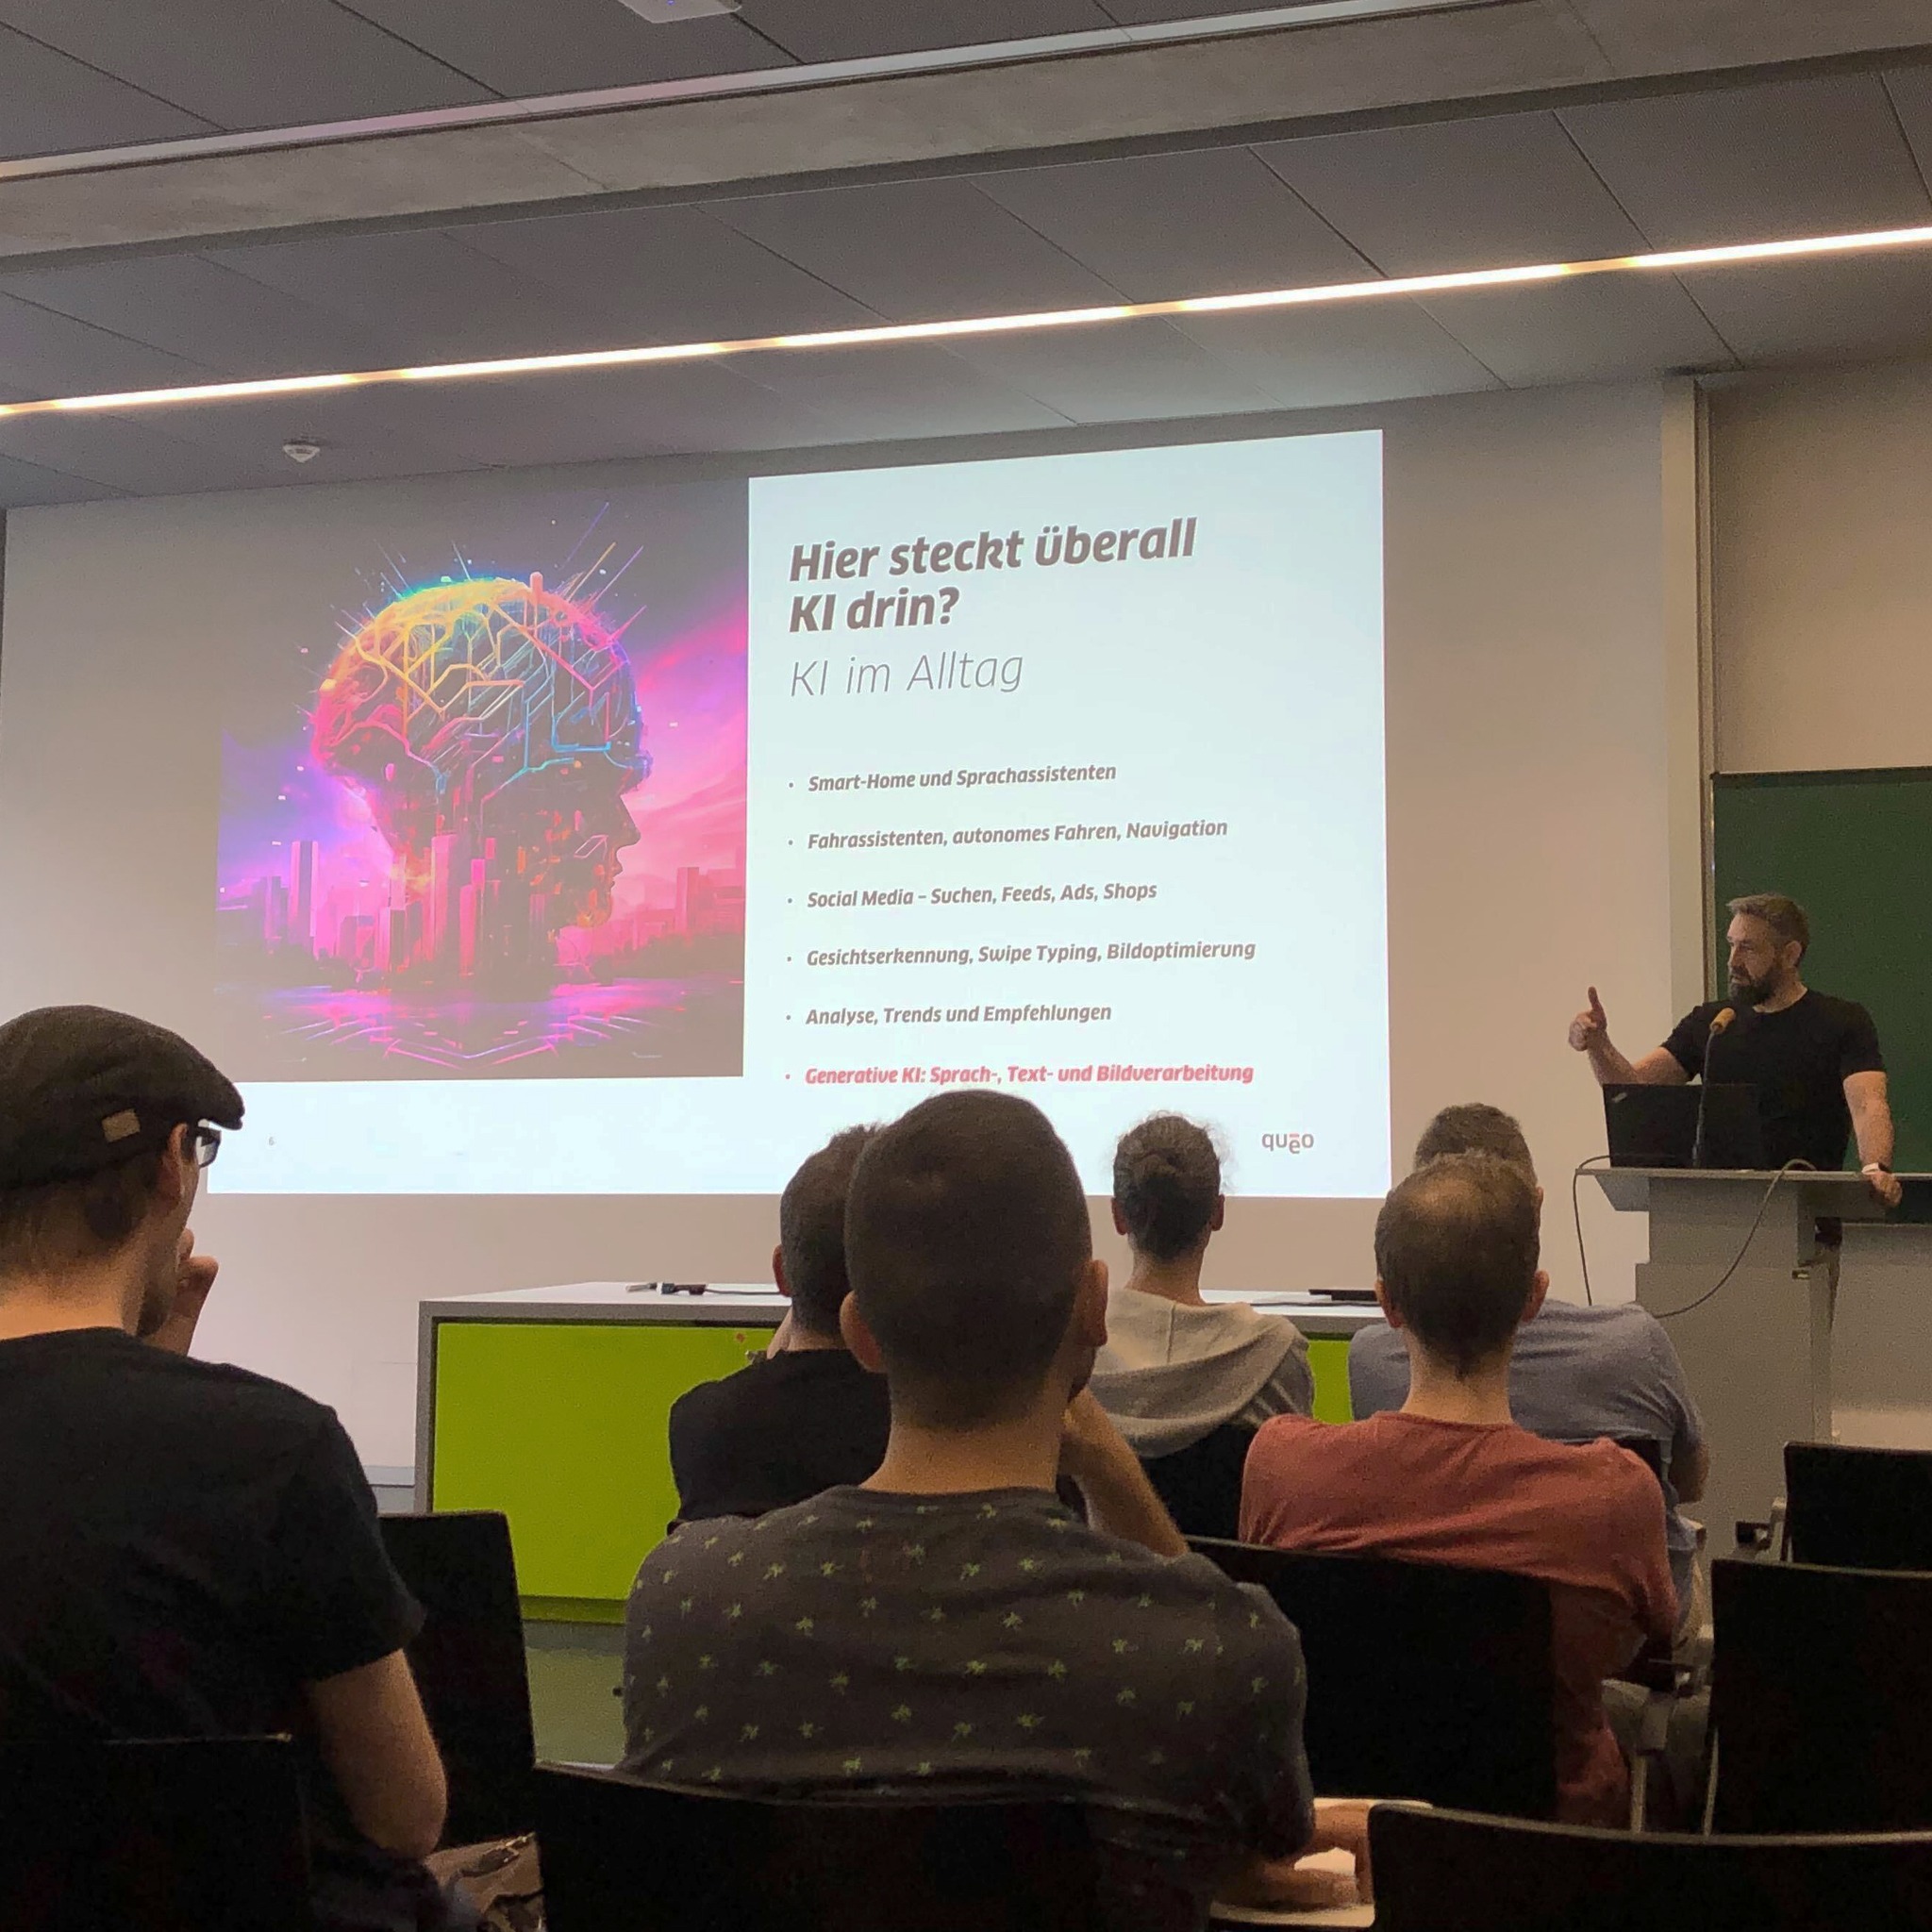 Hier steckt überall
KI drin?
KI im Alltag
• Smart-Home und Sprachassistenten
• Fahrassistenten, autonomes Fahren, Navigation
• Social Media – Suchen, Feeds, Ads, Shops
• Gesichtserkennung, Swipe Typing, Bildoptimierung
• Analyse, Trends und Empfehlungen
• Generative KI: Sprach-, Text- und Bildverarbeitung
6
quēo